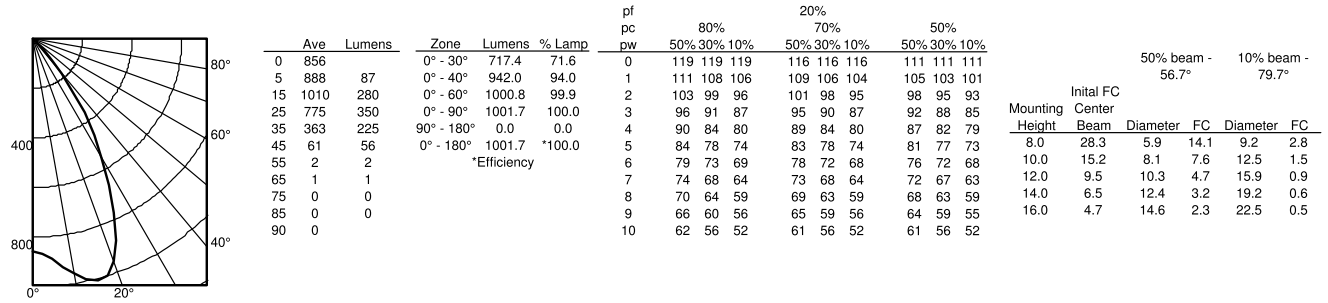 400
800
0°
20°
40°
60°
80°
Ave Lumens
0 856
5 888 87
15 1010 280
25 775 350
35 363 225
45 61 56
55 2 2
65 1 1
75 0 0
85 0 0
90 0
Zone Lumens % Lamp
0° - 30° 717.4 71.6
0° - 40° 942.0 94.0
0° - 60° 1000.8 99.9
0° - 90° 1001.7 100.0
90° - 180° 0.0 0.0
0° - 180° 1001.7 *100.0
*Efficiency
pf 20%
pc 80% 70% 50%
pw 50% 30% 10% 50% 30% 10% 50% 30% 10%
0 119 119 119 116 116 116 111 111 111
1 111 108 106 109 106 104 105 103 101
2 103 99 96 101 98 95 98 95 93
3 96 91 87 95 90 87 92 88 85
4 90 84 80 89 84 80 87 82 79
5 84 78 74 83 78 74 81 77 73
6 79 73 69 78 72 68 76 72 68
7 74 68 64 73 68 64 72 67 63
8 70 64 59 69 63 59 68 63 59
9 66 60 56 65 59 56 64 59 55
10 62 56 52 61 56 52 61 56 52
50% beam - 10% beam -
56.7° 79.7°
Inital FC
Mounting Center
Height Beam Diameter FC Diameter FC
8.0 28.3 5.9 14.1 9.2 2.8
10.0 15.2 8.1 7.6 12.5 1.5
12.0 9.5 10.3 4.7 15.9 0.9
14.0 6.5 12.4 3.2 19.2 0.6
16.0 4.7 14.6 2.3 22.5 0.5